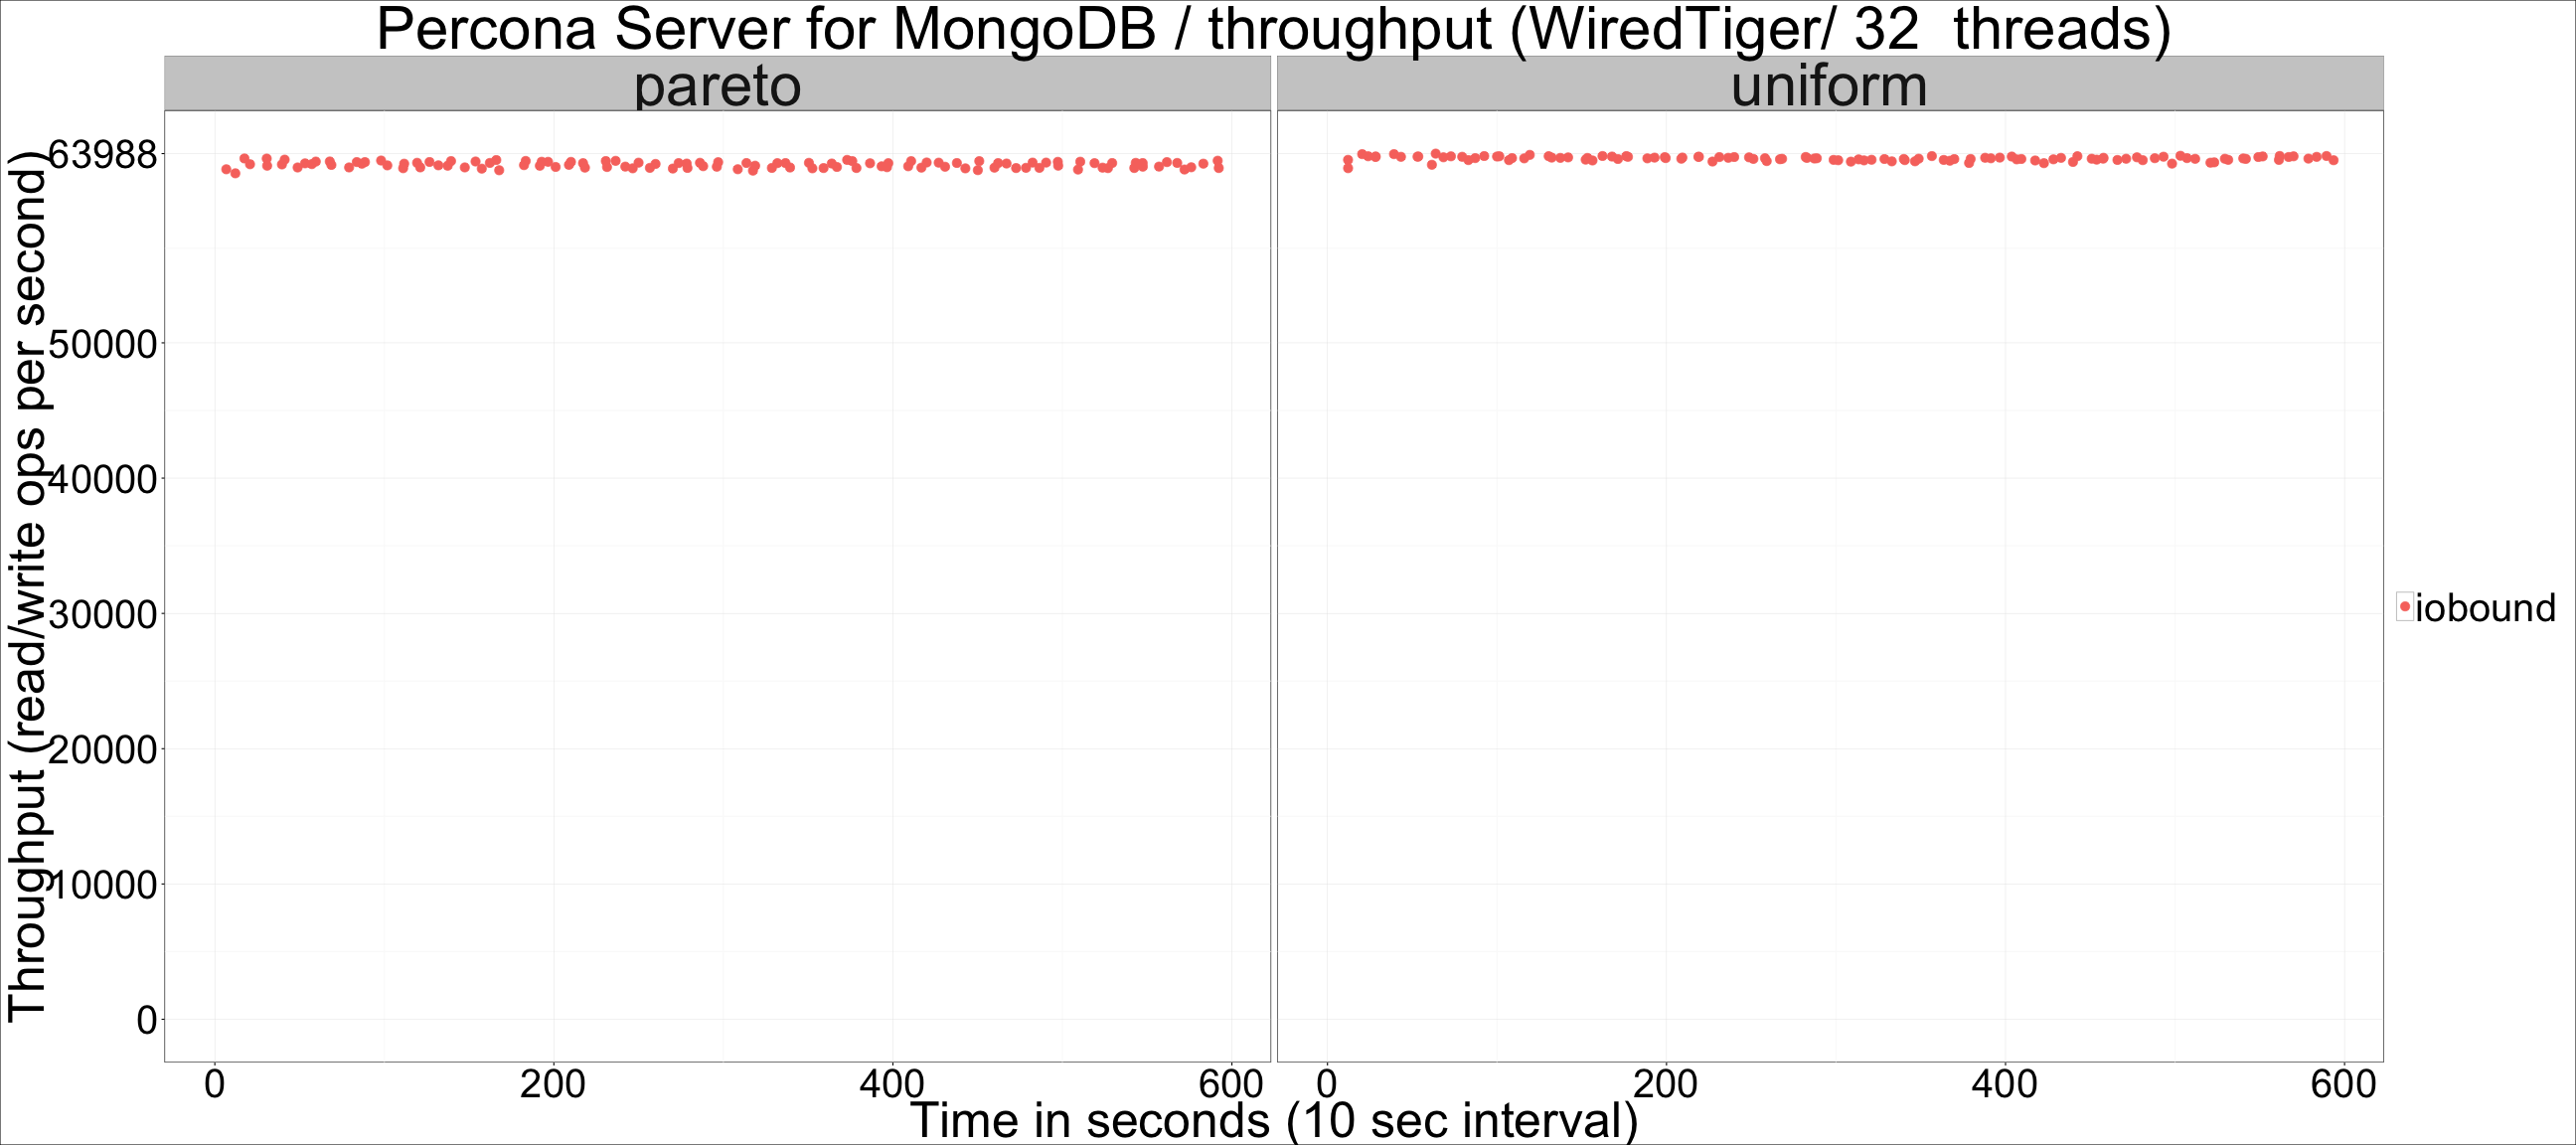 Percona Server for MongoDB / throughput (WiredTiger/ 32  threads)
pareto
uniform
Throughput (read/write ops per second)
63988
50000
40000
30000
20000
10000
0
iobound
0 200 400 600
0 200 400 600
Time in seconds (10 sec interval)